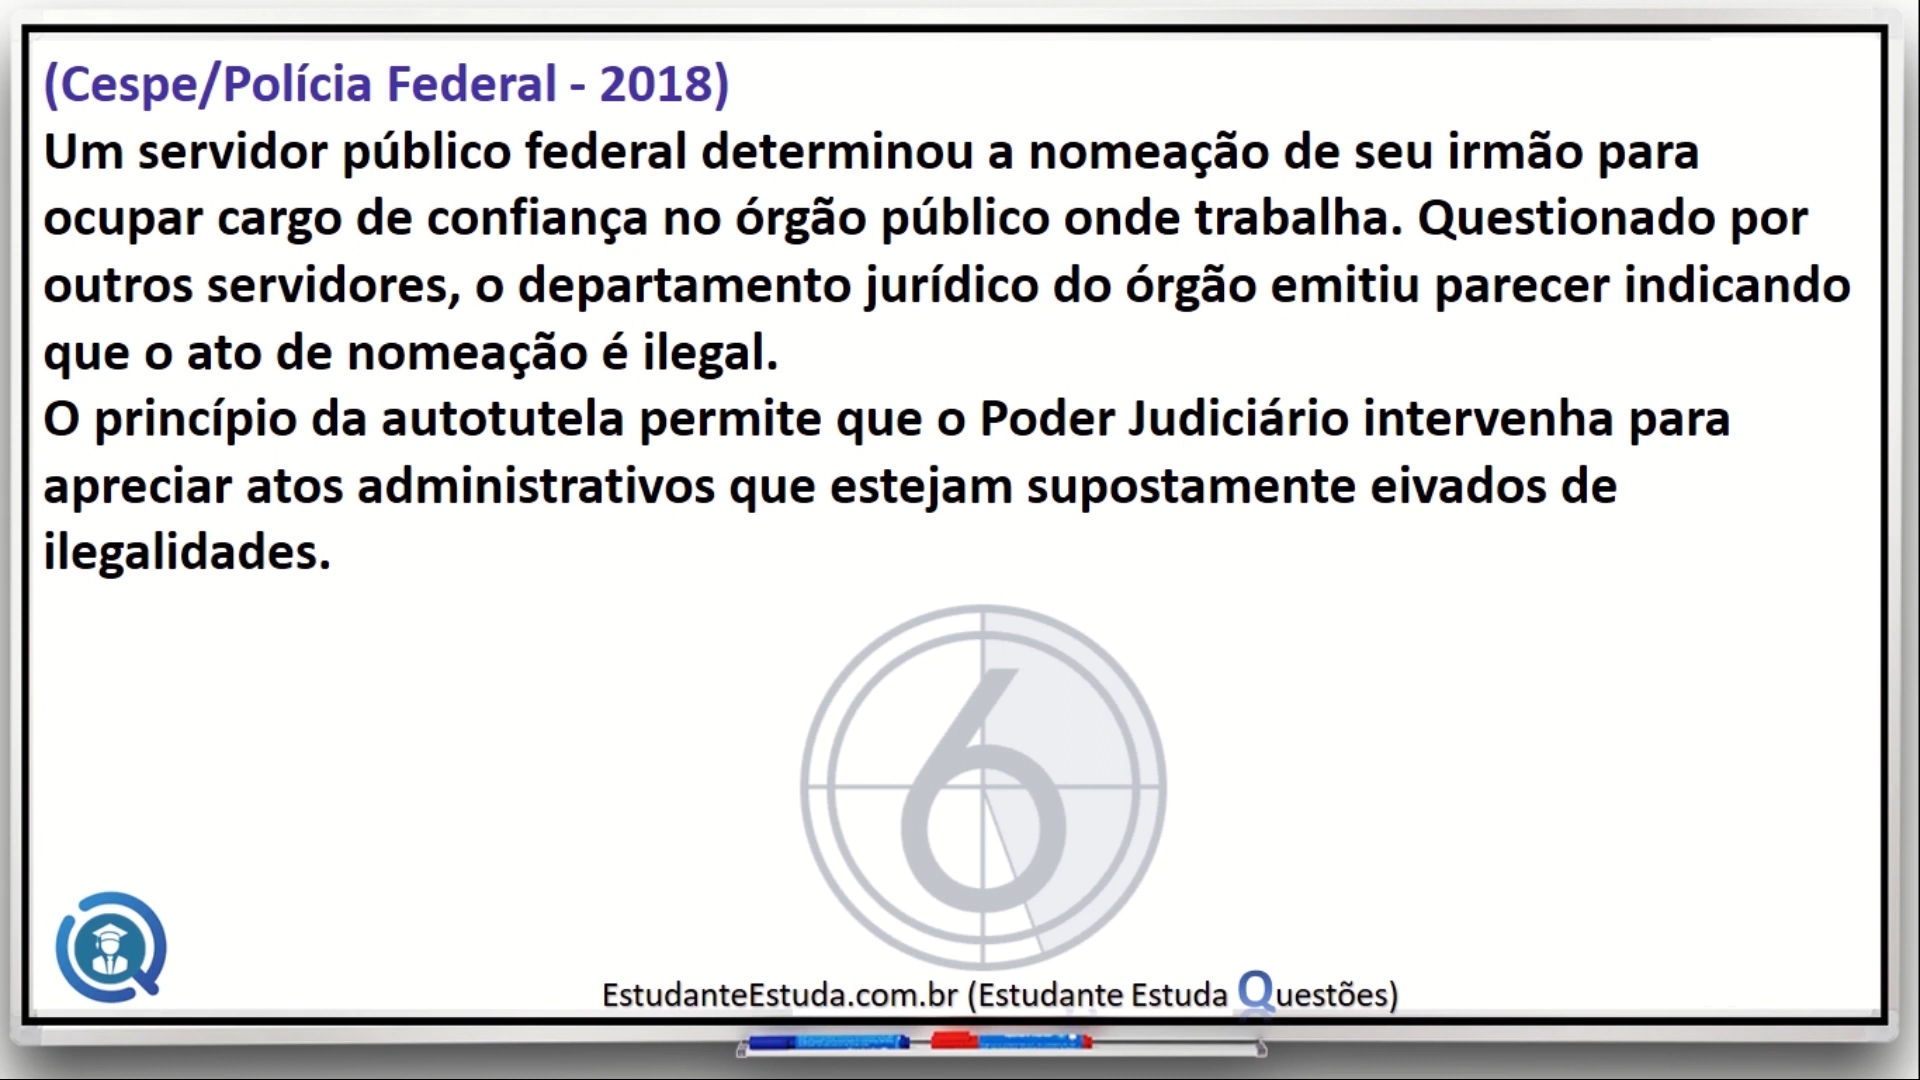 (Cespe/Polícia Federal - 2018)
Um servidor público federal determinou a nomeação de seu irmão para
ocupar cargo de confiança no órgão público onde trabalha. Questionado por
outros servidores, o departamento jurídico do órgão emitiu parecer indicando
que o ato de nomeação é ilegal.
O princípio da autotutela permite que o Poder Judiciário intervenha para
apreciar atos administrativos que estejam supostamente eivados de
ilegalidades.
6
EstudanteEstuda.com.br (Estudante Estuda Questões)